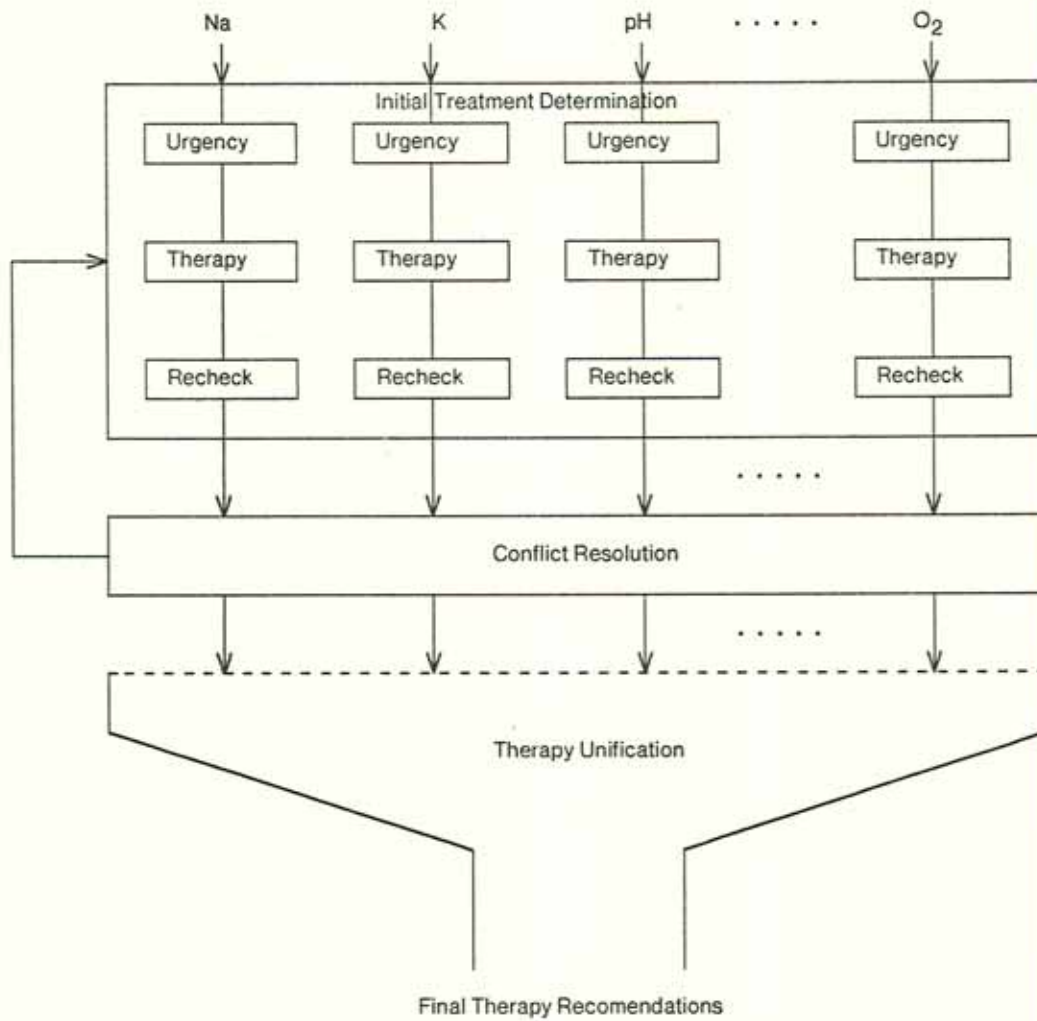 Na K pH . . . . . O2
Initial Treatment Determination
Urgency Urgency Urgency Urgency
Therapy Therapy Therapy Therapy
Recheck Recheck Recheck Recheck
. . . . .
Conflict Resolution
. . . . .
Therapy Unification
Final Therapy Recomendations